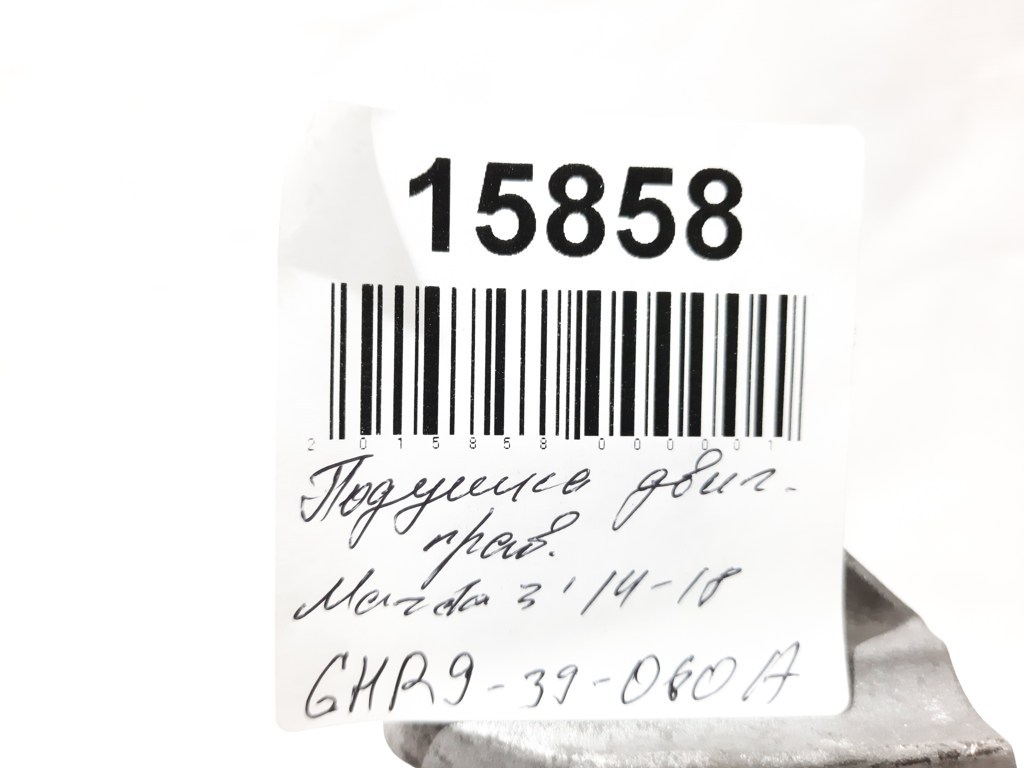 15858
2 015858 000001
Подушка двиг.
прав.
Mazda 3 '14-18
GHR9-39-060A